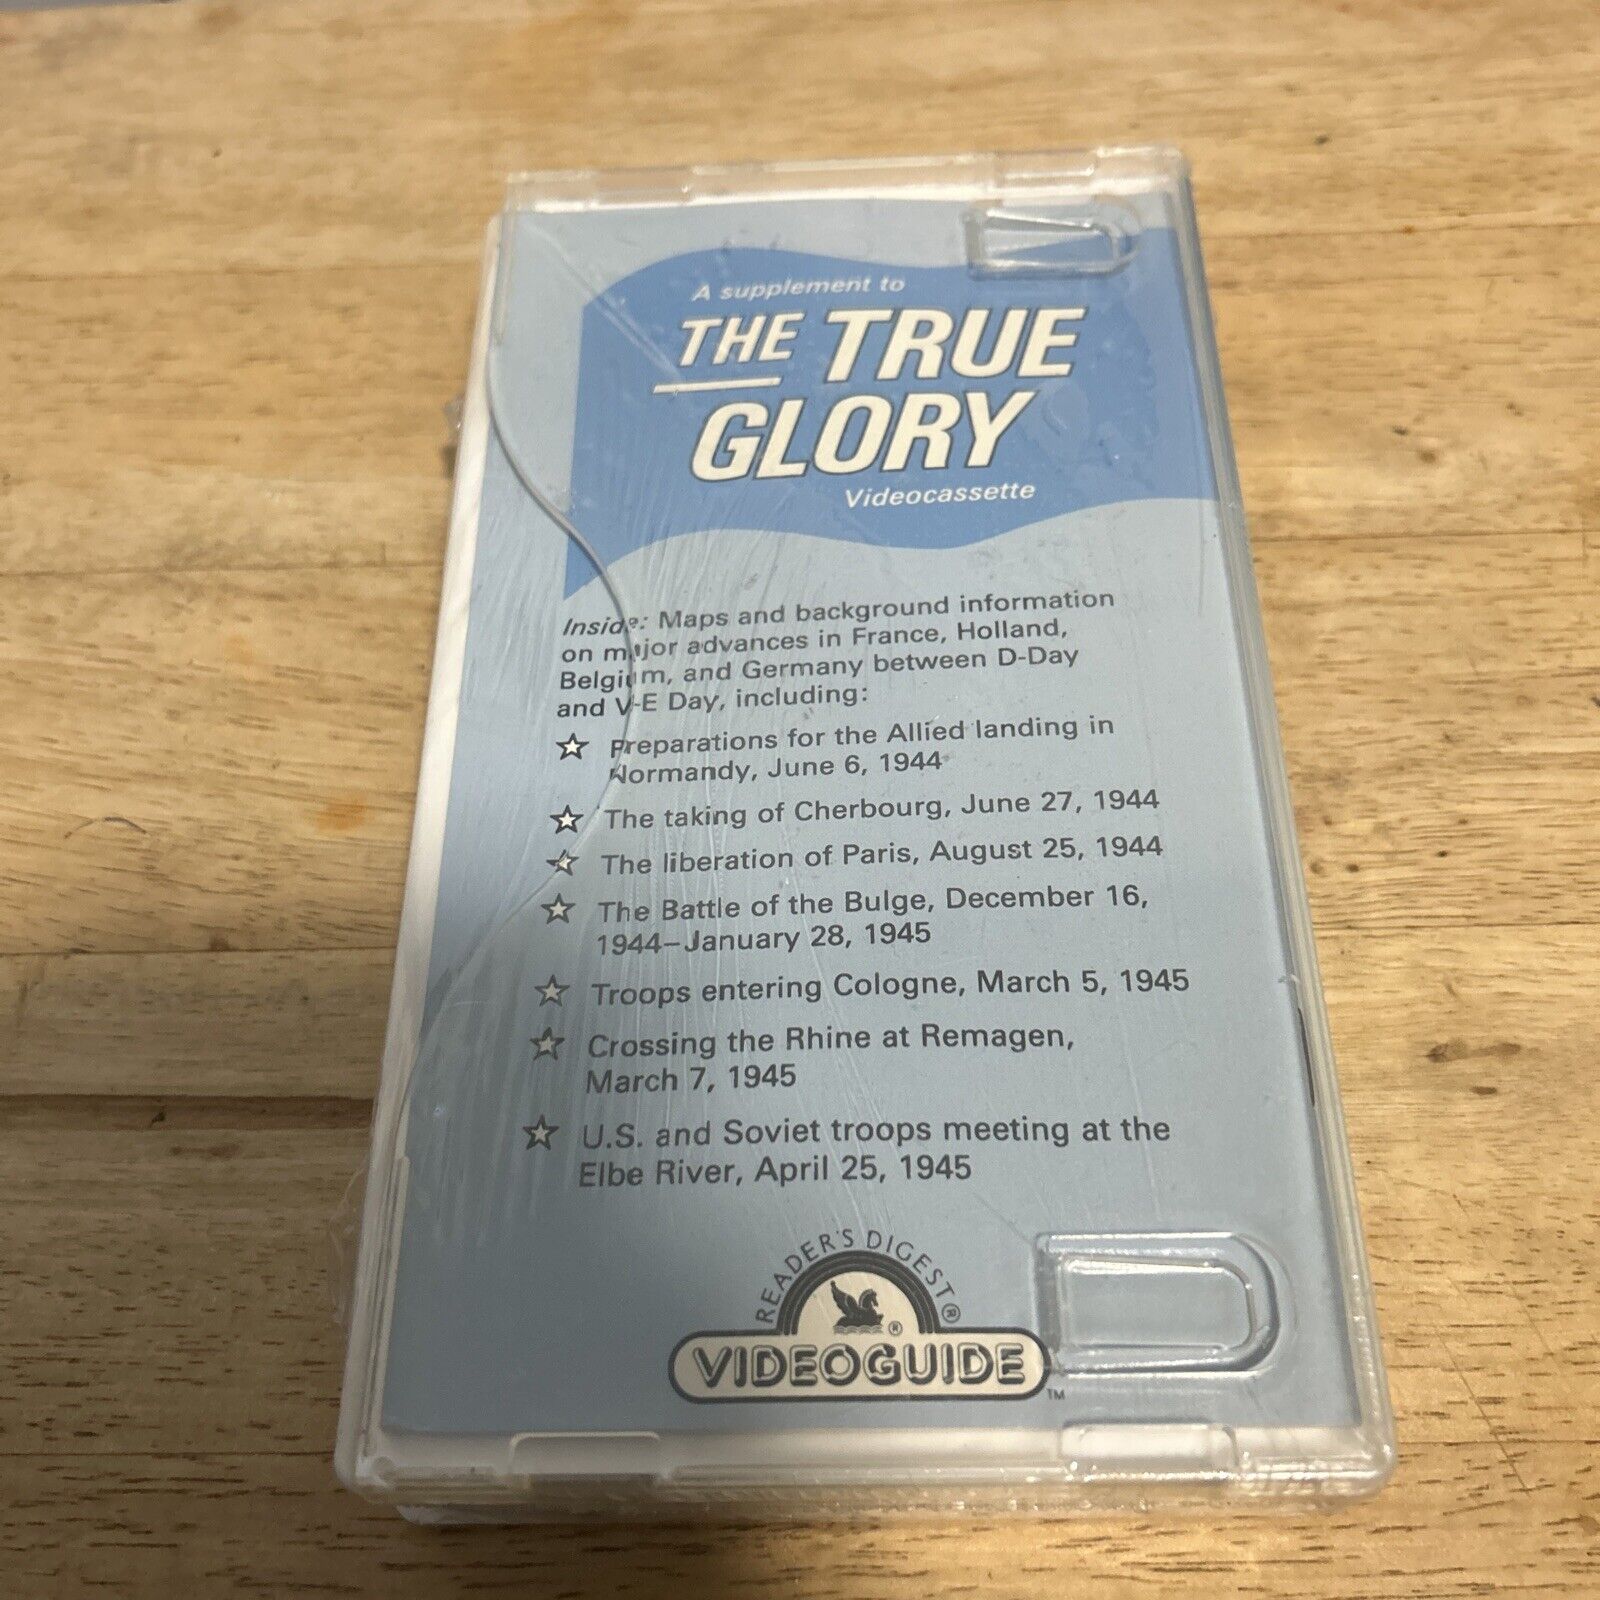 A supplement to
THE TRUE
GLORY
Videocassette
Inside: Maps and background information
on major advances in France, Holland,
Belgium, and Germany between D-Day
and V-E Day, including:
☆ Preparations for the Allied landing in
Normandy, June 6, 1944
☆ The taking of Cherbourg, June 27, 1944
☆ The liberation of Paris, August 25, 1944
☆ The Battle of the Bulge, December 16,
1944–January 28, 1945
☆ Troops entering Cologne, March 5, 1945
☆ Crossing the Rhine at Remagen,
March 7, 1945
☆ U.S. and Soviet troops meeting at the
Elbe River, April 25, 1945
READER'S DIGEST®
®
VIDEOGUIDE™